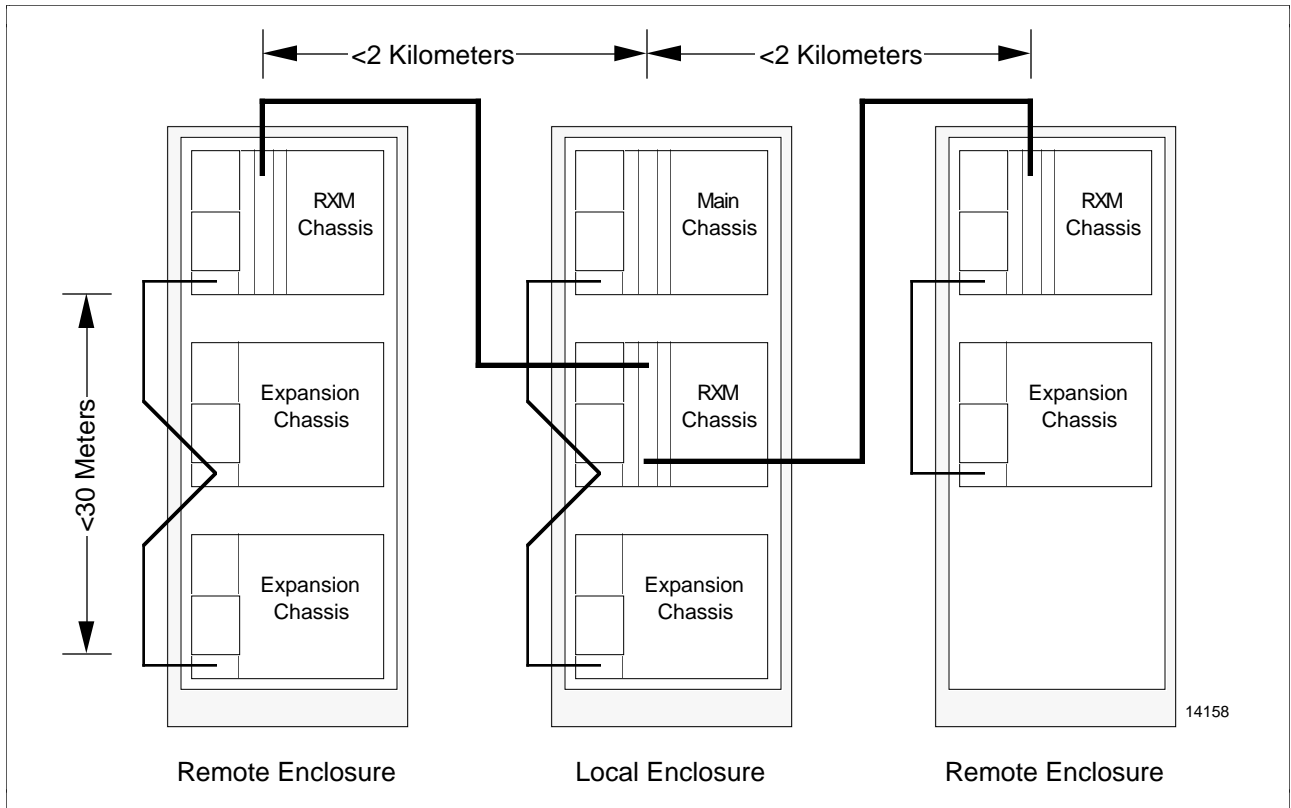 <2 Kilometers
<2 Kilometers
RXM
Chassis
Main
Chassis
RXM
Chassis
<30 Meters
Expansion
Chassis
RXM
Chassis
Expansion
Chassis
Expansion
Chassis
Expansion
Chassis
14158
Remote Enclosure
Local Enclosure
Remote Enclosure